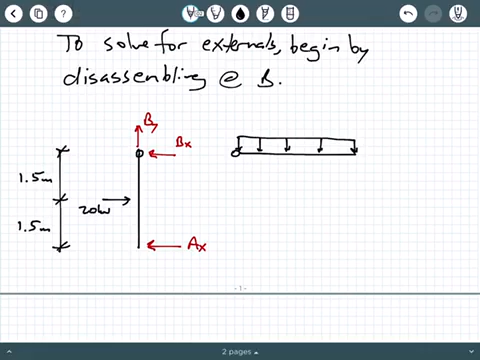 To solve for externals, begin by
disassembling @ B.
By
Bx
1.5m
20kN
1.5m
Ax
- 1 -
2 pages